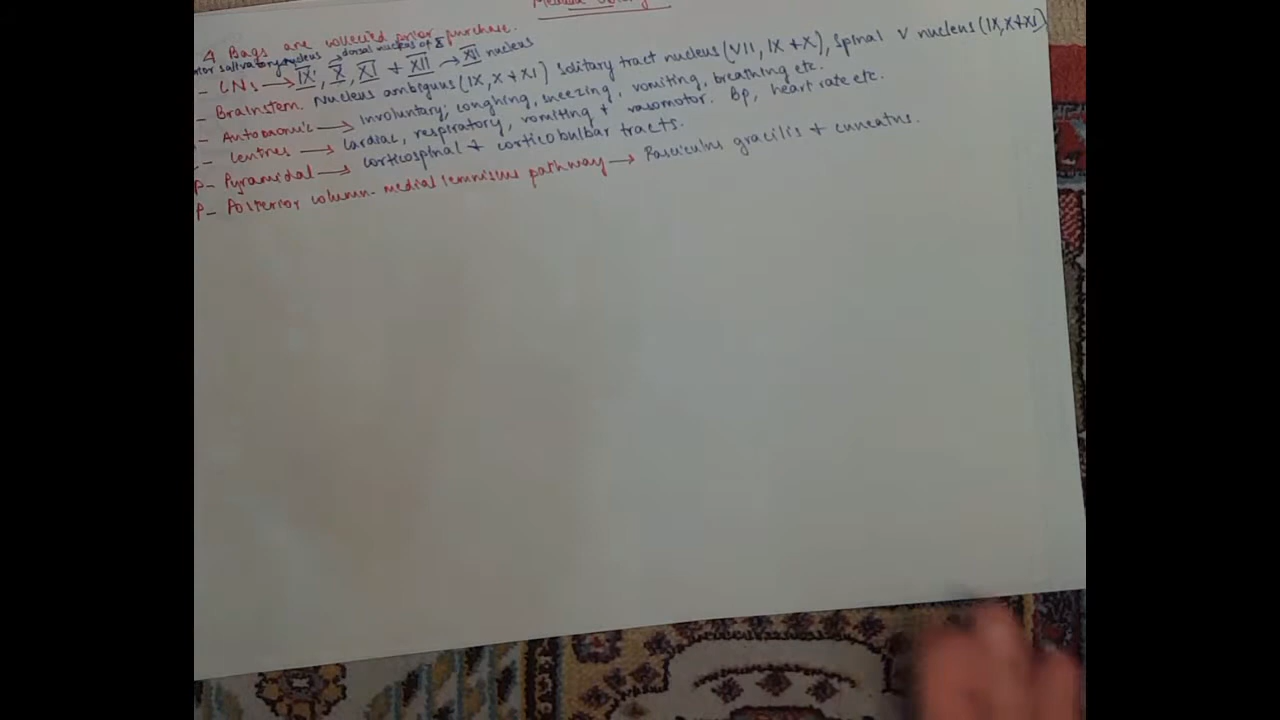 4 Bags are collected prior purchase.
salivatory nucleus → dorsal nucleus of X
- CNs → IX, X, XI + XII → XII nucleus
- Brainstem. Nucleus ambiguus (IX, X + XI) Solitary tract nucleus (VII, IX + X), Spinal V nucleus (IX, X + XI)
- Autonomic → Involuntary; coughing, sneezing, vomiting, breathing etc.
- Centres → Cardiac, respiratory, vomiting + vasomotor. Bp, heart rate etc.
P- Pyramidal → corticospinal + corticobulbar tracts.
P- Posterior column-medial lemniscus pathway → Fasciculus gracilis + cuneatus.